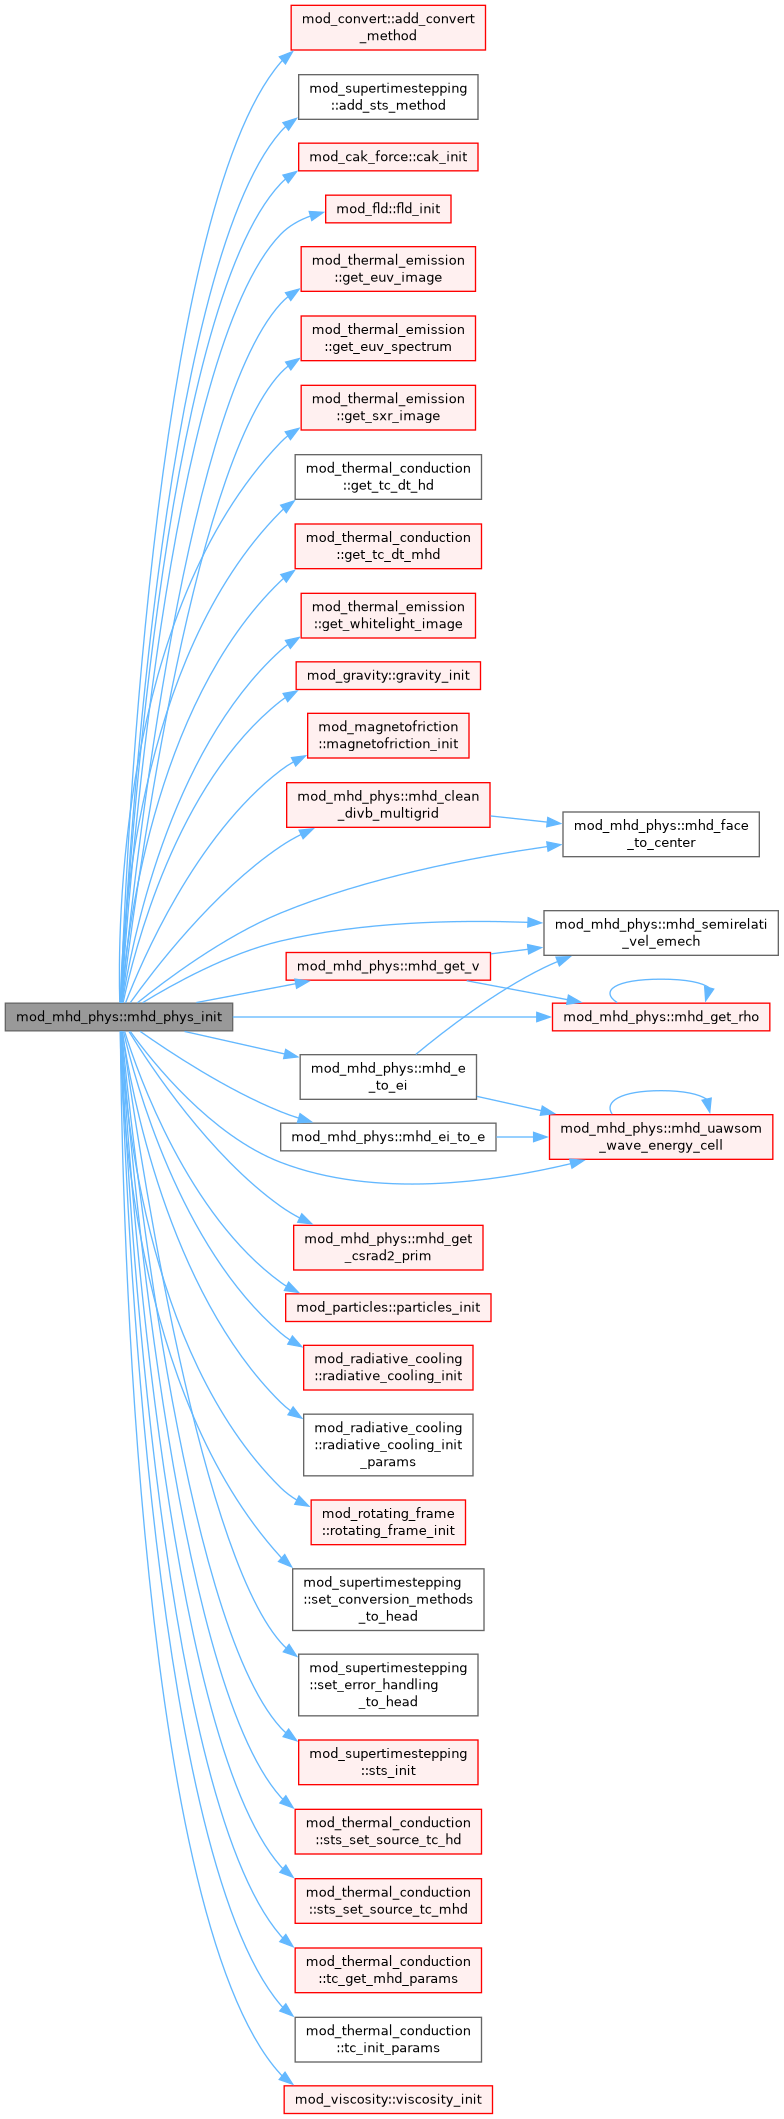 mod_convert::add_convert
_method
mod_supertimestepping
::add_sts_method
mod_cak_force::cak_init
mod_fld::fld_init
mod_thermal_emission
::get_euv_image
mod_thermal_emission
::get_euv_spectrum
mod_thermal_emission
::get_sxr_image
mod_thermal_conduction
::get_tc_dt_hd
mod_thermal_conduction
::get_tc_dt_mhd
mod_thermal_emission
::get_whitelight_image
mod_gravity::gravity_init
mod_magnetofriction
::magnetofriction_init
mod_mhd_phys::mhd_clean
_divb_multigrid
mod_mhd_phys::mhd_face
_to_center
mod_mhd_phys::mhd_semirelati
_vel_emech
mod_mhd_phys::mhd_get_v
mod_mhd_phys::mhd_phys_init
mod_mhd_phys::mhd_get_rho
mod_mhd_phys::mhd_e
_to_ei
mod_mhd_phys::mhd_ei_to_e
mod_mhd_phys::mhd_uawsom
_wave_energy_cell
mod_mhd_phys::mhd_get
_csrad2_prim
mod_particles::particles_init
mod_radiative_cooling
::radiative_cooling_init
mod_radiative_cooling
::radiative_cooling_init
_params
mod_rotating_frame
::rotating_frame_init
mod_supertimestepping
::set_conversion_methods
_to_head
mod_supertimestepping
::set_error_handling
_to_head
mod_supertimestepping
::sts_init
mod_thermal_conduction
::sts_set_source_tc_hd
mod_thermal_conduction
::sts_set_source_tc_mhd
mod_thermal_conduction
::tc_get_mhd_params
mod_thermal_conduction
::tc_init_params
mod_viscosity::viscosity_init